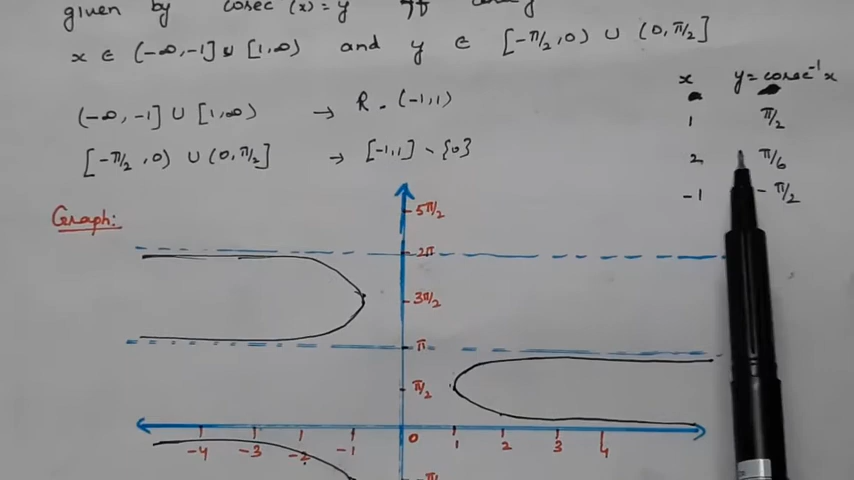 given by cosec (x) = y iff
x ∈ (-∞, -1] ∪ [1, ∞) and y ∈ [-π/2, 0) ∪ (0, π/2]
x y = cosec⁻¹x
(-∞, -1] ∪ [1, ∞) → R - (-1, 1)
1 π/2
[-π/2, 0) ∪ (0, π/2] → [-1, 1] \ {0}
2 π/6
-1 -π/2
Graph:
5π/2
2π
3π/2
π
π/2
0
-4 -3 -2 -1 1 2 3 4